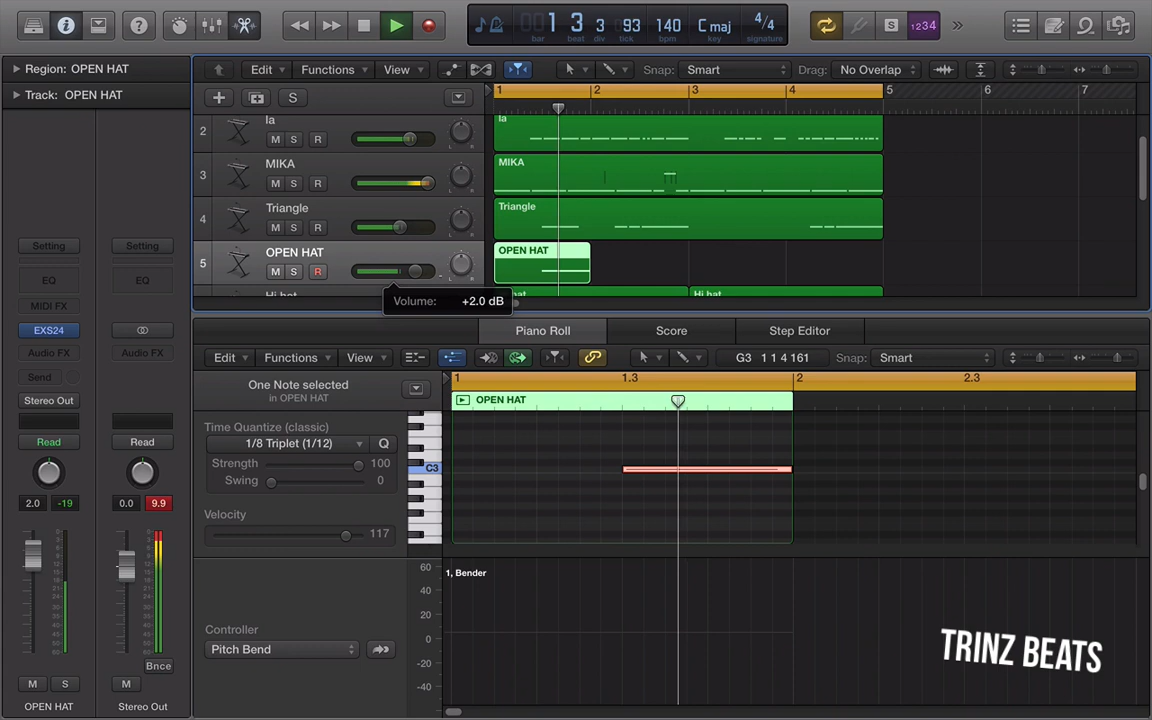 1 3 3 93 140 C maj 4/4
bar beat div tick bpm key signature
S 1234
Region: OPEN HAT
Track: OPEN HAT
Edit Functions View Snap: Smart Drag: No Overlap
S
1 2 3 4 5 6 7
2 la M S R
la
3 MIKA M S R
MIKA
4 Triangle M S R
Triangle
5 OPEN HAT M S R
OPEN HAT
Volume: +2.0 dB
Hi hat
Piano Roll Score Step Editor
Edit Functions View G3 1 1 4 161 Snap: Smart
One Note selected
in OPEN HAT
1 1.3 2 2.3
OPEN HAT
Time Quantize (classic)
1/8 Triplet (1/12) Q
Strength 100
Swing 0
Velocity
117
C3
60
40
20
0
-20
-40
1, Bender
Controller
Pitch Bend
Setting Setting
EQ EQ
MIDI FX
EXS24
Audio FX Audio FX
Send
Stereo Out
Read Read
2.0 -19 0.0 9.9
Bnce
M S M
OPEN HAT Stereo Out
TRINZ BEATS